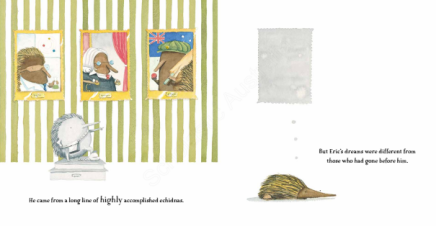 He came from a long line of highly accomplished echidnas.
But Eric's dreams were different from
those who had gone before him.